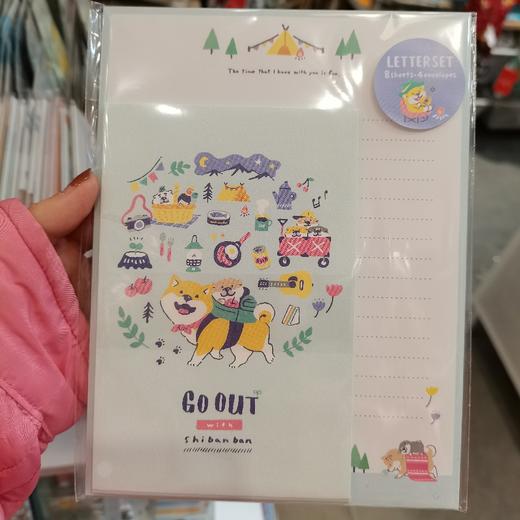 The time that I have with you is fun
LETTERSET
8sheets・4envelopes
GO OUT
with
shibanban